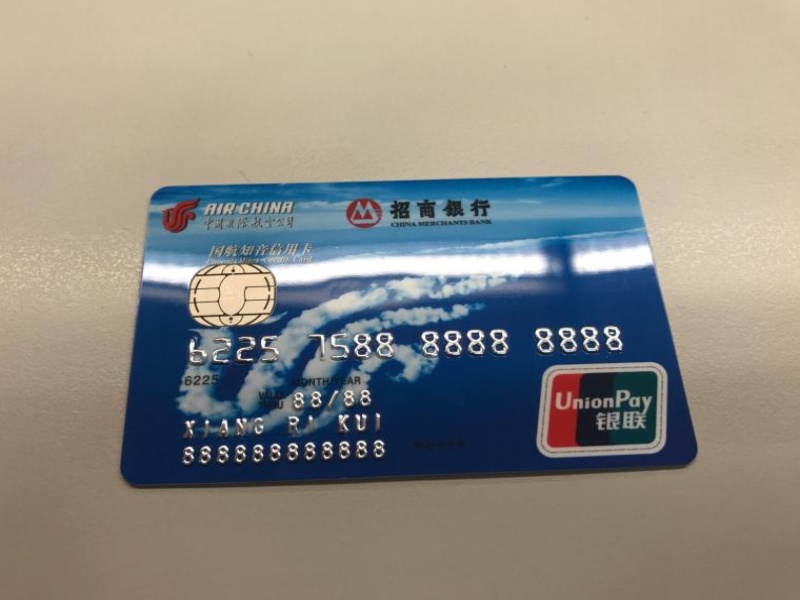 AIR CHINA
中国国际航空公司
招商银行
CHINA MERCHANTS BANK
国航知音信用卡
6225 7588 8888 8888
6225 MONTH/YEAR
88/88
XIANG RI KUI
888888888888
UnionPay
银联